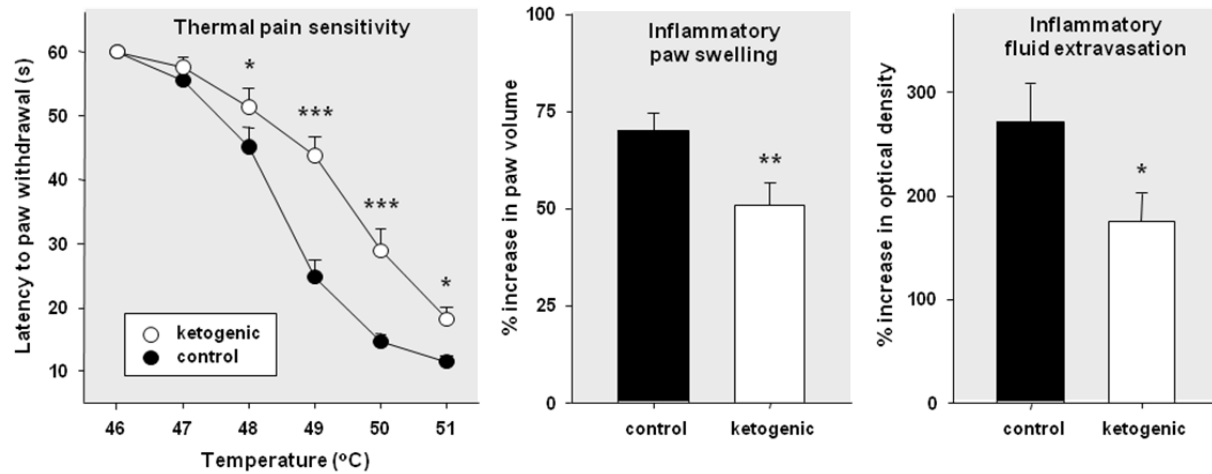 Thermal pain sensitivity
Latency to paw withdrawal (s)
60
50
40
30
20
10
*
***
***
*
ketogenic
control
46 47 48 49 50 51
Temperature (ºC)
Inflammatory
paw swelling
% increase in paw volume
100
75
50
25
0
**
control ketogenic
Inflammatory
fluid extravasation
% increase in optical density
300
200
100
0
*
control ketogenic